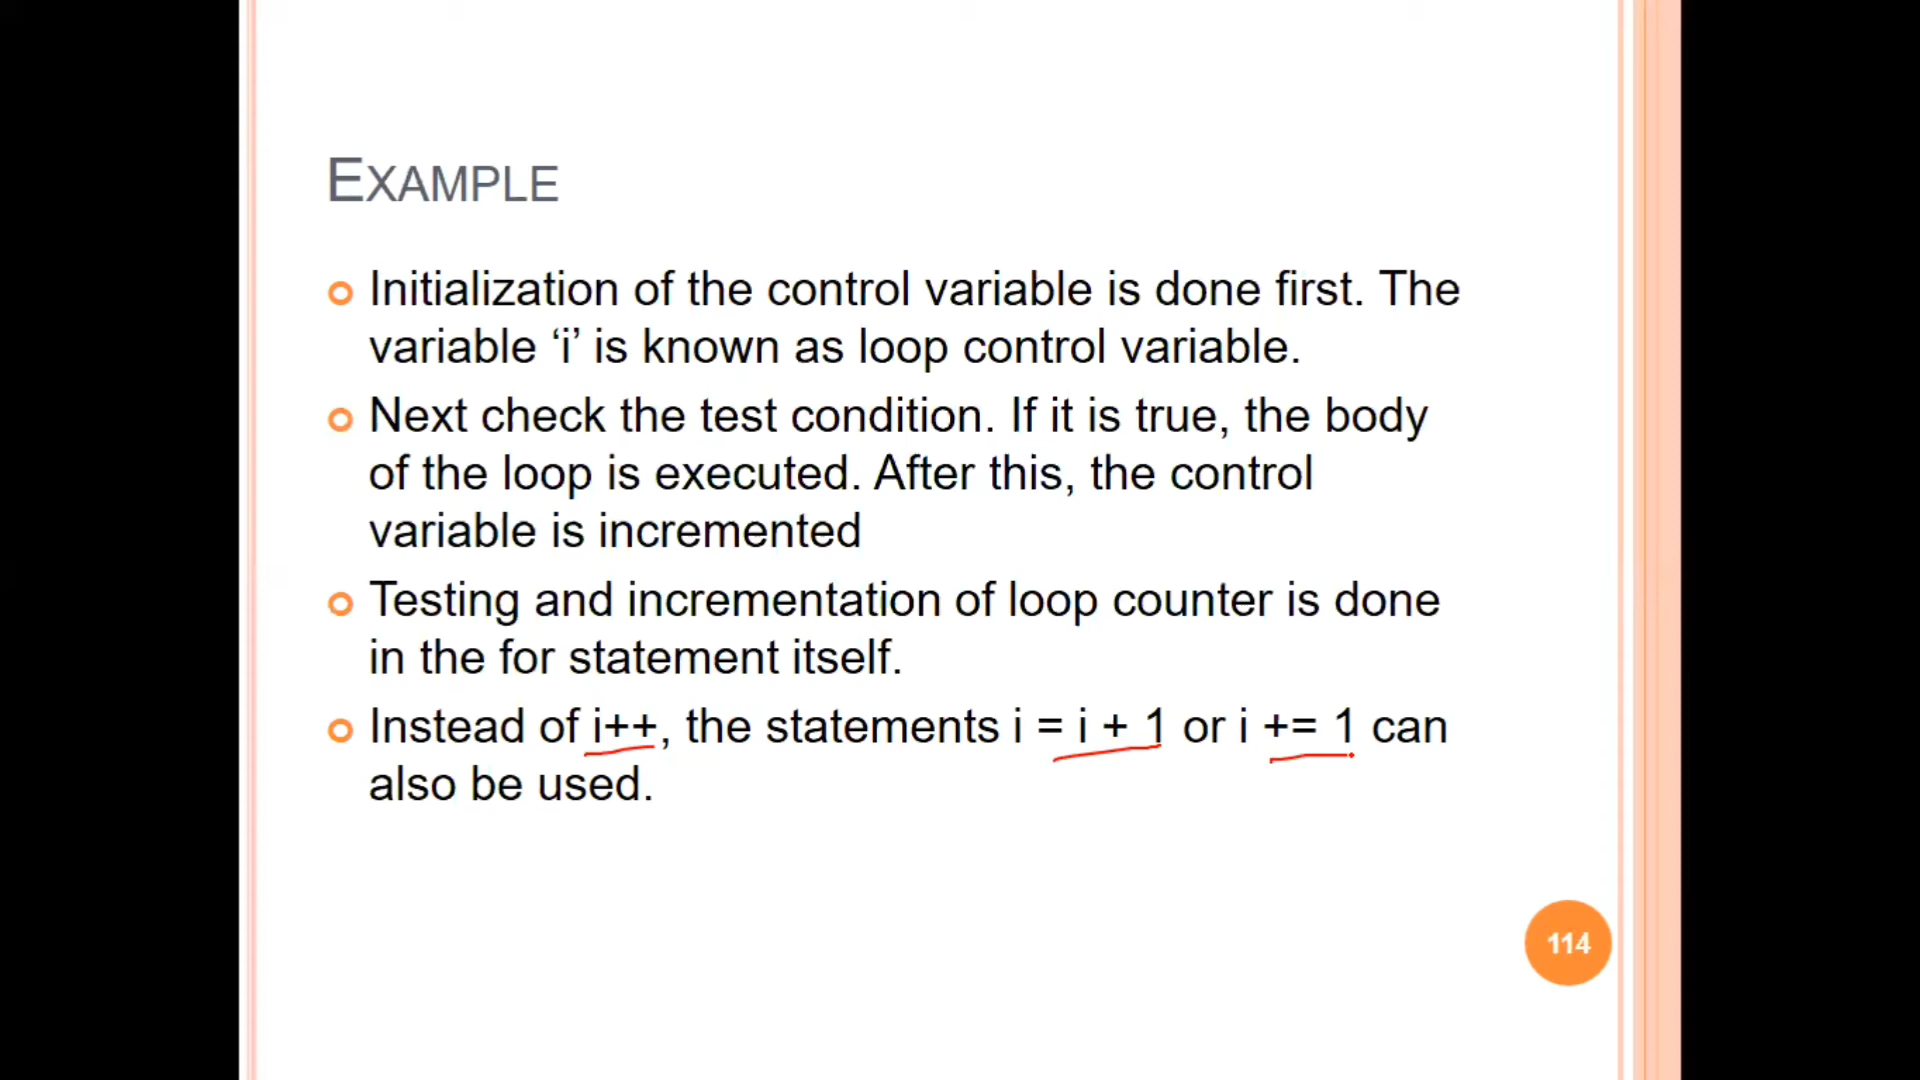 EXAMPLE
Initialization of the control variable is done first. The
variable ‘i’ is known as loop control variable.
Next check the test condition. If it is true, the body
of the loop is executed. After this, the control
variable is incremented
Testing and incrementation of loop counter is done
in the for statement itself.
Instead of i++, the statements i = i + 1 or i += 1 can
also be used.
114